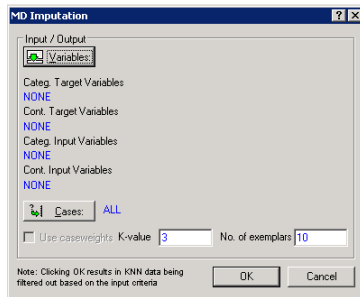 MD Imputation
Input / Output
Variables:
Categ. Target Variables
NONE
Cont. Target Variables
NONE
Categ. Input Variables
NONE
Cont. Input Variables
NONE
Cases: ALL
Use caseweights K-value 3 No. of exemplars 10
Note: Clicking OK results in KNN data being
filtered out based on the input criteria
OK Cancel